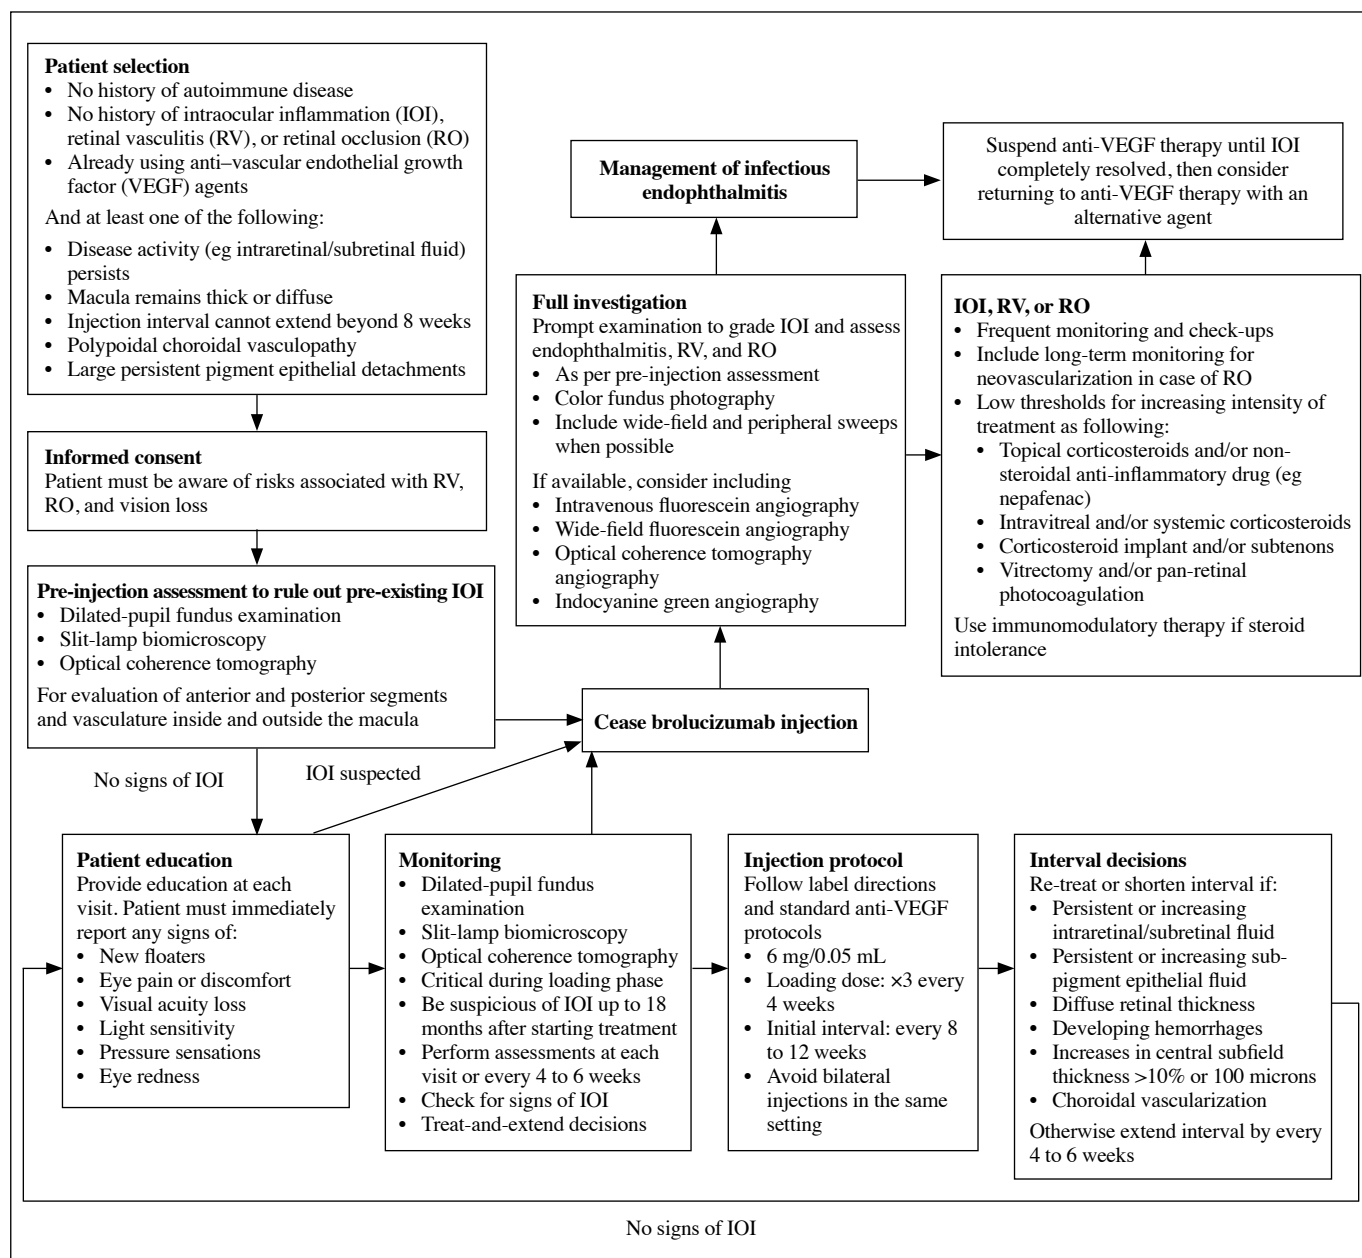 Patient selection
• No history of autoimmune disease
• No history of intraocular inflammation (IOI),
retinal vasculitis (RV), or retinal occlusion (RO)
• Already using anti–vascular endothelial growth
factor (VEGF) agents
And at least one of the following:
• Disease activity (eg intraretinal/subretinal fluid)
persists
• Macula remains thick or diffuse
• Injection interval cannot extend beyond 8 weeks
• Polypoidal choroidal vasculopathy
• Large persistent pigment epithelial detachments
Informed consent
Patient must be aware of risks associated with RV,
RO, and vision loss
Pre-injection assessment to rule out pre-existing IOI
• Dilated-pupil fundus examination
• Slit-lamp biomicroscopy
• Optical coherence tomography
For evaluation of anterior and posterior segments
and vasculature inside and outside the macula
No signs of IOI
IOI suspected
Cease brolucizumab injection
Full investigation
Prompt examination to grade IOI and assess
endophthalmitis, RV, and RO
• As per pre-injection assessment
• Color fundus photography
• Include wide-field and peripheral sweeps
when possible
If available, consider including
• Intravenous fluorescein angiography
• Wide-field fluorescein angiography
• Optical coherence tomography
angiography
• Indocyanine green angiography
Management of infectious
endophthalmitis
Suspend anti-VEGF therapy until IOI
completely resolved, then consider
returning to anti-VEGF therapy with an
alternative agent
IOI, RV, or RO
• Frequent monitoring and check-ups
• Include long-term monitoring for
neovascularization in case of RO
• Low thresholds for increasing intensity of
treatment as following:
• Topical corticosteroids and/or non-
steroidal anti-inflammatory drug (eg
nepafenac)
• Intravitreal and/or systemic corticosteroids
• Corticosteroid implant and/or subtenons
• Vitrectomy and/or pan-retinal
photocoagulation
Use immunomodulatory therapy if steroid
intolerance
Patient education
Provide education at each
visit. Patient must immediately
report any signs of:
• New floaters
• Eye pain or discomfort
• Visual acuity loss
• Light sensitivity
• Pressure sensations
• Eye redness
Monitoring
• Dilated-pupil fundus
examination
• Slit-lamp biomicroscopy
• Optical coherence tomography
• Critical during loading phase
• Be suspicious of IOI up to 18
months after starting treatment
• Perform assessments at each
visit or every 4 to 6 weeks
• Check for signs of IOI
• Treat-and-extend decisions
Injection protocol
Follow label directions
and standard anti-VEGF
protocols
• 6 mg/0.05 mL
• Loading dose: ×3 every
4 weeks
• Initial interval: every 8
to 12 weeks
• Avoid bilateral
injections in the same
setting
Interval decisions
Re-treat or shorten interval if:
• Persistent or increasing
intraretinal/subretinal fluid
• Persistent or increasing sub-
pigment epithelial fluid
• Diffuse retinal thickness
• Developing hemorrhages
• Increases in central subfield
thickness >10% or 100 microns
• Choroidal vascularization
Otherwise extend interval by every
4 to 6 weeks
No signs of IOI